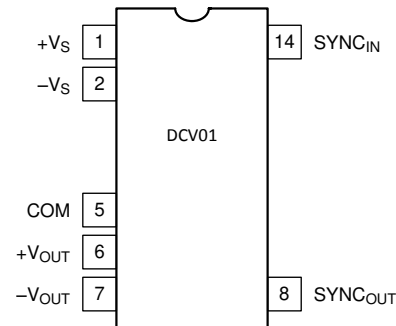 +VS 1 14 SYNCIN
−VS 2
DCV01
COM 5
+VOUT 6
−VOUT 7 8 SYNCOUT